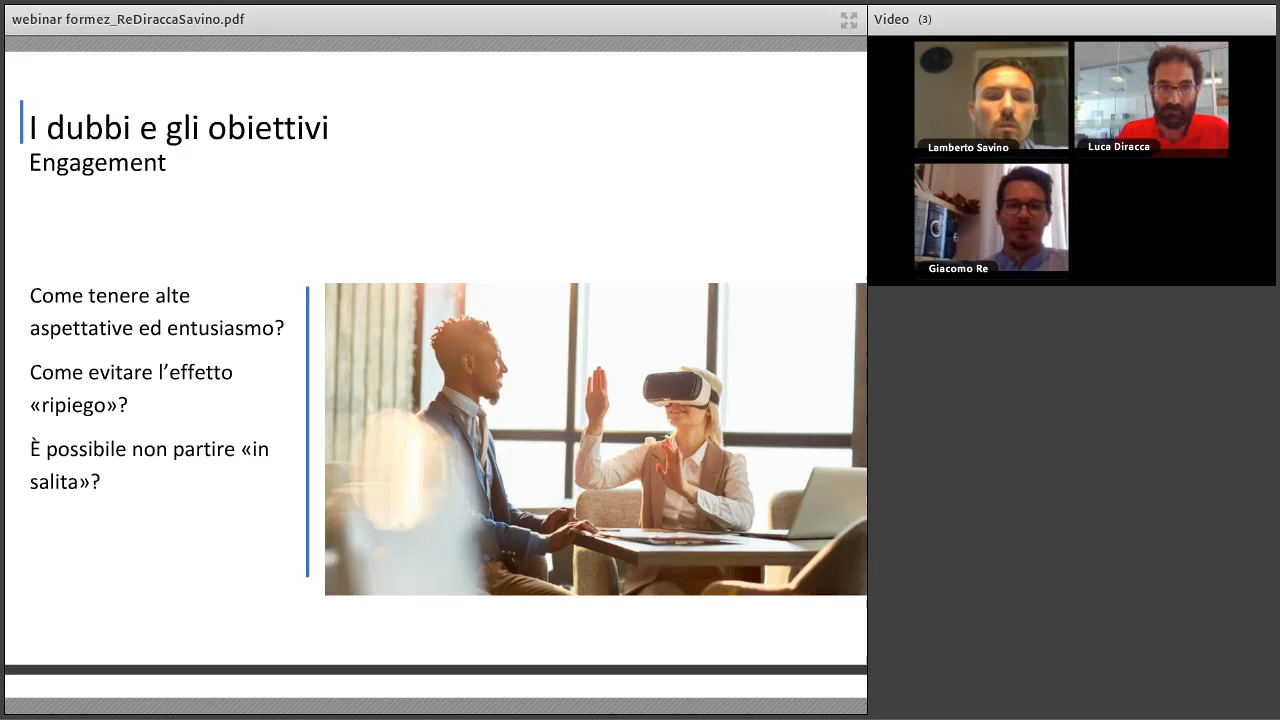 webinar formez_ReDiraccaSavino.pdf
Video (3)
I dubbi e gli obiettivi
Engagement
Come tenere alte
aspettative ed entusiasmo?
Come evitare l’effetto
«ripiego»?
È possibile non partire «in
salita»?
Lamberto Savino
Luca Diracca
Giacomo Re